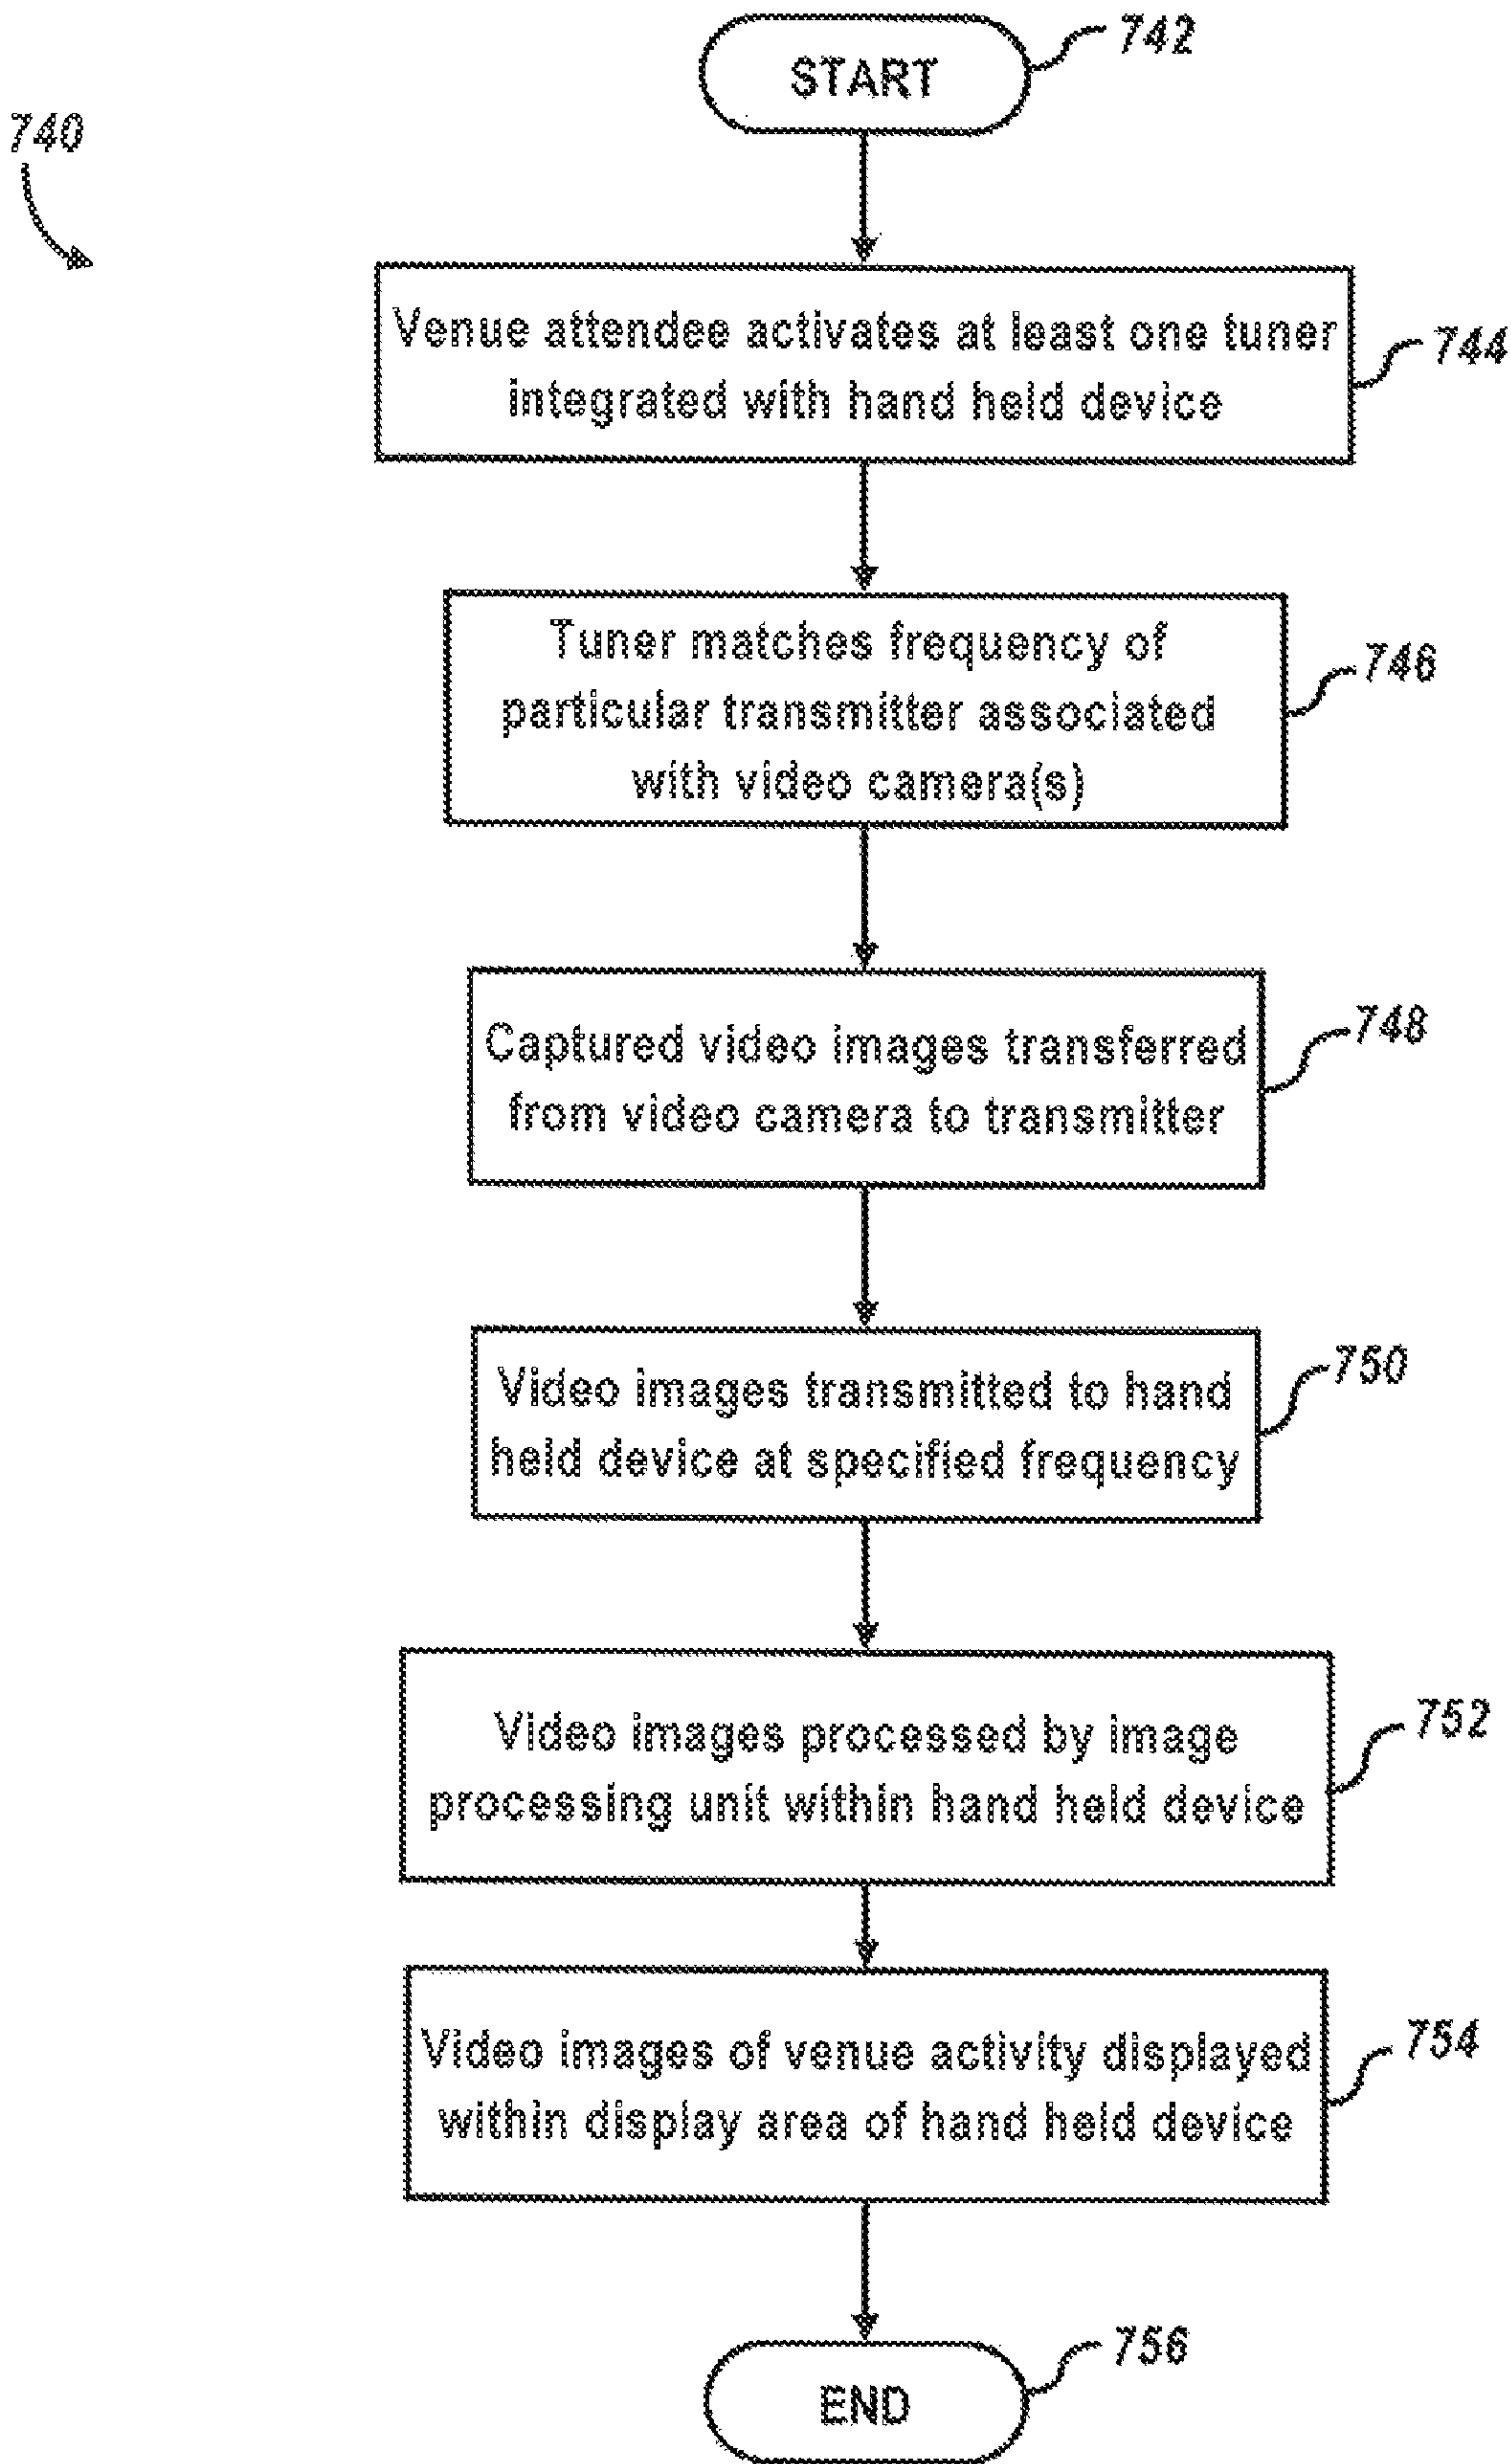 742
START
740
Venue attendee activates at least one tuner
integrated with hand held device
744
Tuner matches frequency of
particular transmitter associated
with video camera(s)
746
Captured video images transferred
from video camera to transmitter
748
Video images transmitted to hand
held device at specified frequency
750
Video images processed by image
processing unit within hand held device
752
Video images of venue activity displayed
within display area of hand held device
754
756
END